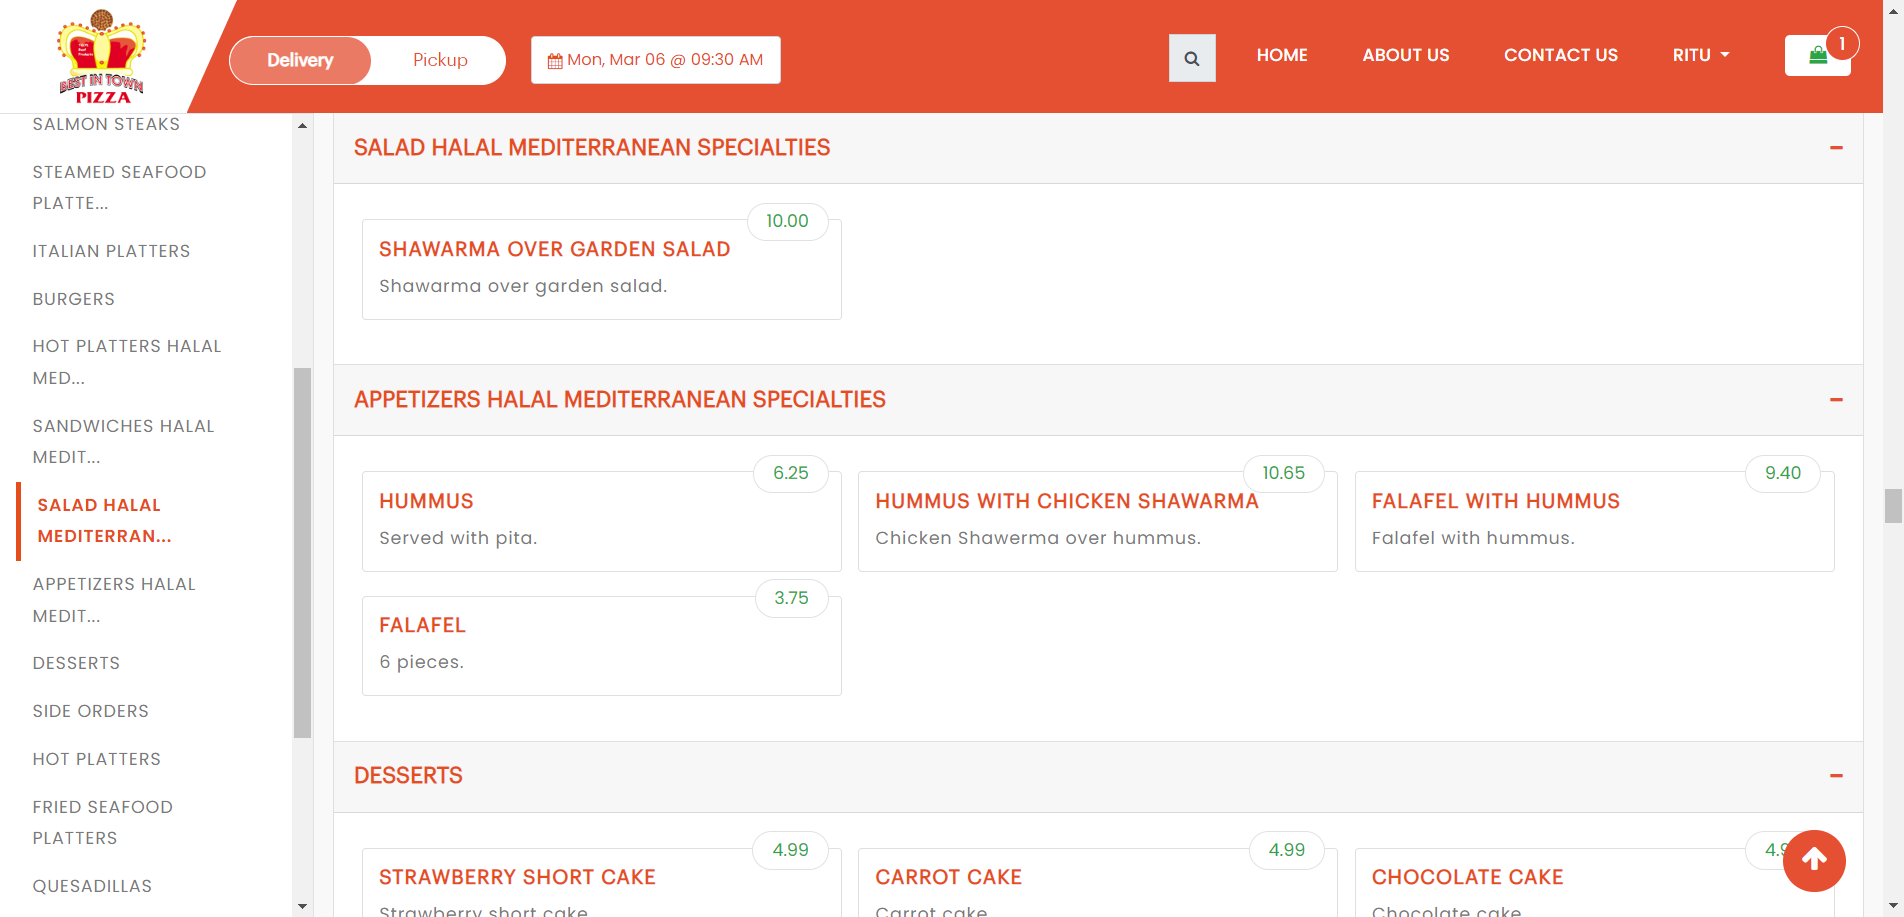 BEST IN TOWN
PIZZA
Delivery
Pickup
Mon, Mar 06 @ 09:30 AM
HOME
ABOUT US
CONTACT US
RITU
1
SALMON STEAKS
STEAMED SEAFOOD
PLATTE...
ITALIAN PLATTERS
BURGERS
HOT PLATTERS HALAL
MED...
SANDWICHES HALAL
MEDIT...
SALAD HALAL
MEDITERRAN...
APPETIZERS HALAL
MEDIT...
DESSERTS
SIDE ORDERS
HOT PLATTERS
FRIED SEAFOOD
PLATTERS
QUESADILLAS
SALAD HALAL MEDITERRANEAN SPECIALTIES
10.00
SHAWARMA OVER GARDEN SALAD
Shawarma over garden salad.
APPETIZERS HALAL MEDITERRANEAN SPECIALTIES
6.25
HUMMUS
Served with pita.
10.65
HUMMUS WITH CHICKEN SHAWARMA
Chicken Shawerma over hummus.
9.40
FALAFEL WITH HUMMUS
Falafel with hummus.
3.75
FALAFEL
6 pieces.
DESSERTS
4.99
STRAWBERRY SHORT CAKE
Strawberry short cake
4.99
CARROT CAKE
Carrot cake
CHOCOLATE CAKE
Chocolate cake